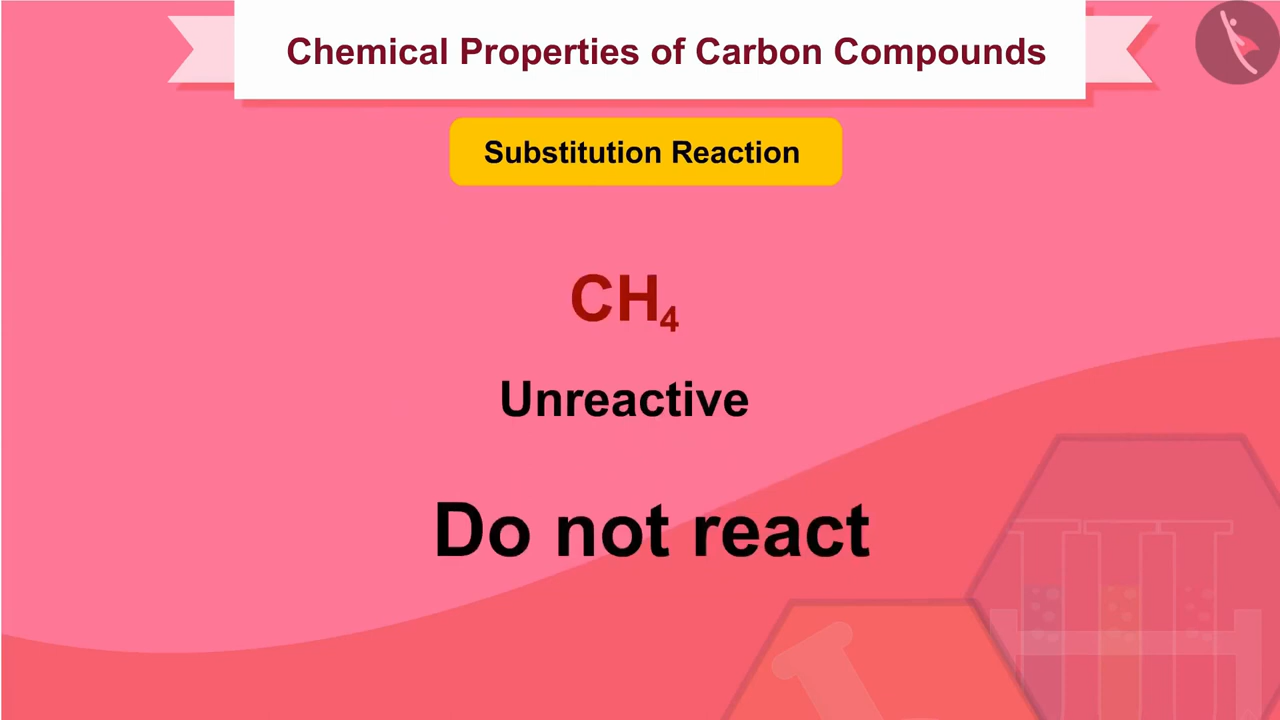 Chemical Properties of Carbon Compounds
Substitution Reaction
CH₄
Unreactive
Do not react